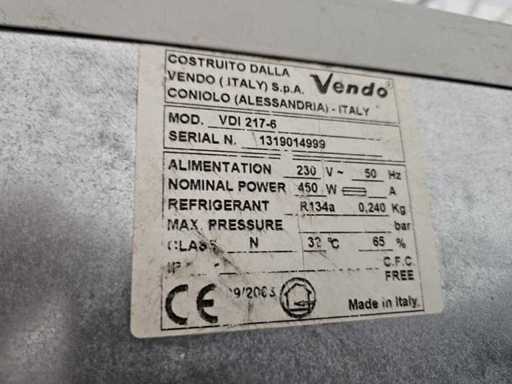 COSTRUITO DALLA
VENDO ( ITALY) S.p.A. Vendo
CONIOLO (ALESSANDRIA) - ITALY
MOD. VDI 217-6
SERIAL N. 1319014999
ALIMENTATION 230 V ~ 50 Hz
NOMINAL POWER 450 W A
REFRIGERANT R134a 0,240 Kg
MAX. PRESSURE bar
CLASS N 32 °C 65 %
C.F.C.
FREE
CE Made in Italy.